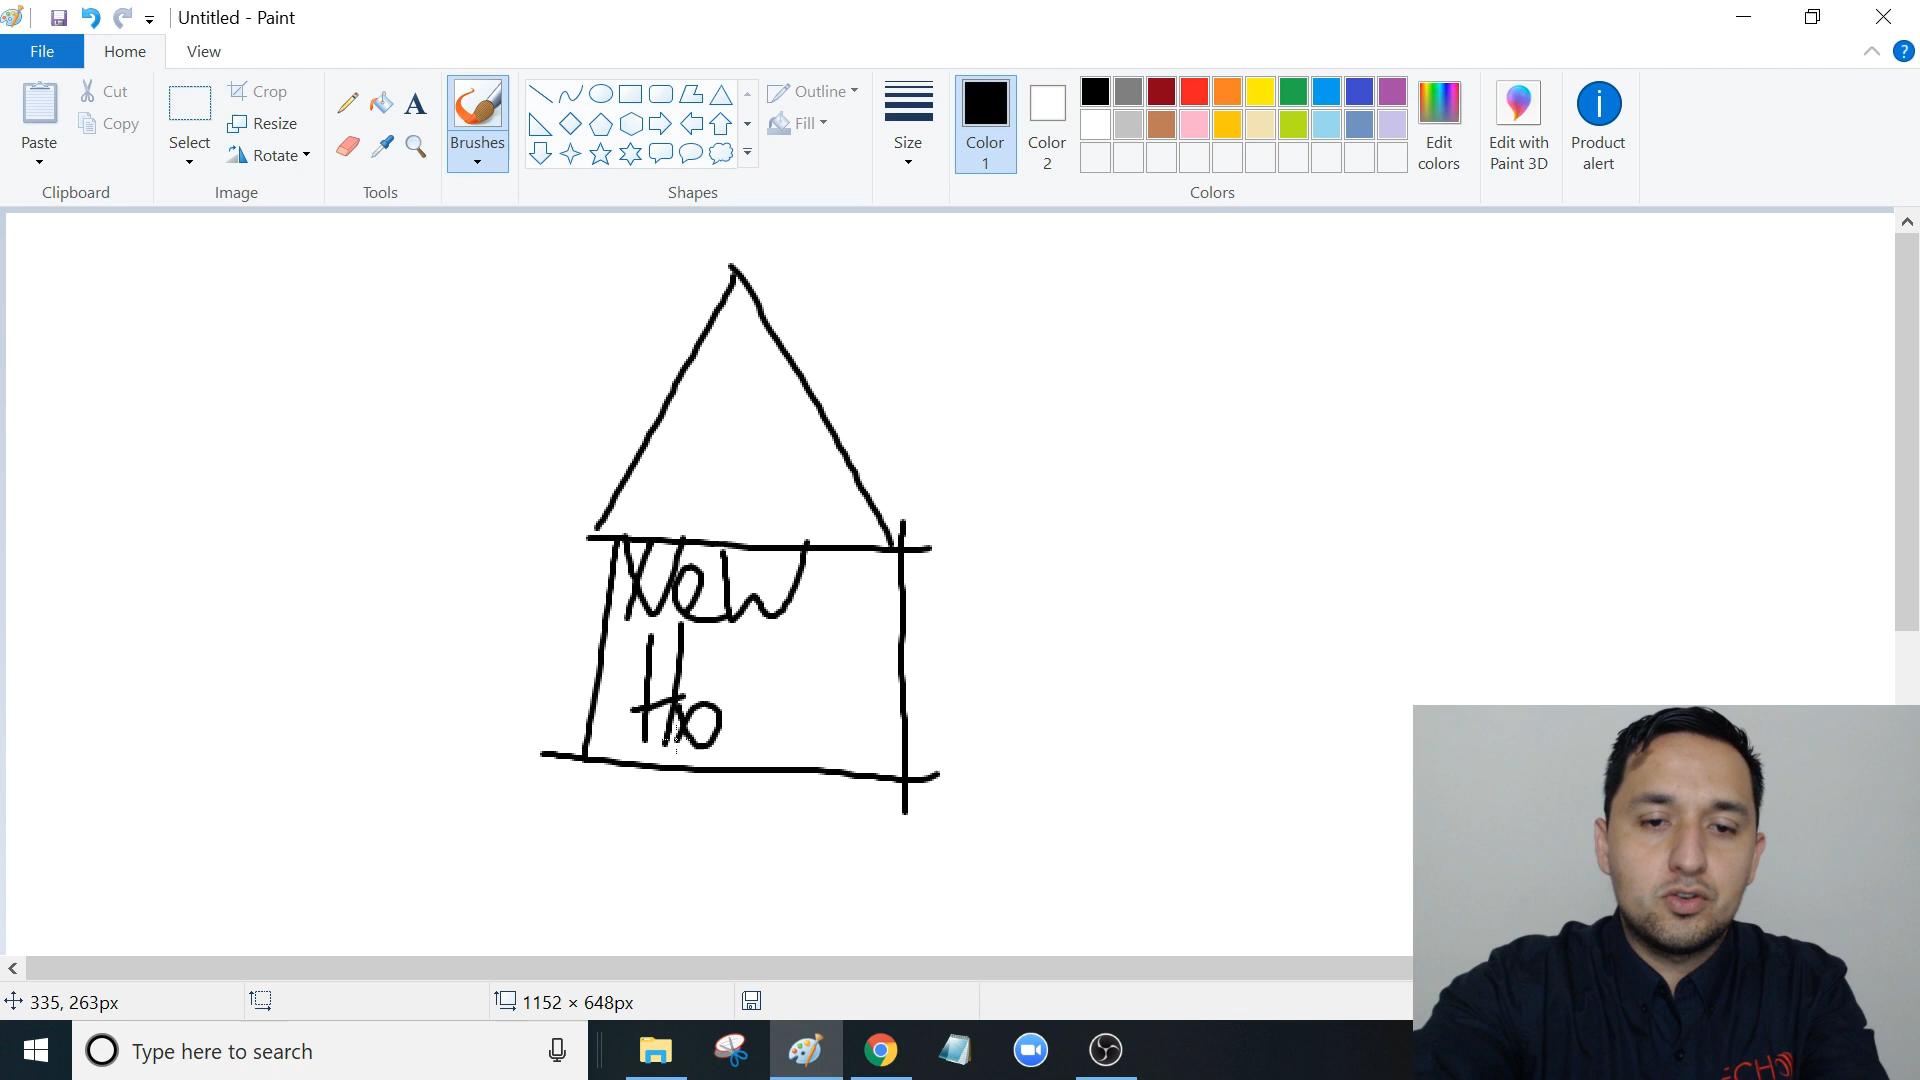 Untitled - Paint
File Home View
Paste
Cut
Copy
Clipboard
Select
Crop
Resize
Rotate
Image
Tools
Brushes
Shapes
Outline
Fill
Size
Color 1
Color 2
Colors
Edit colors
Edit with Paint 3D
Product alert
New
Ho
335, 263px
1152 × 648px
Type here to search